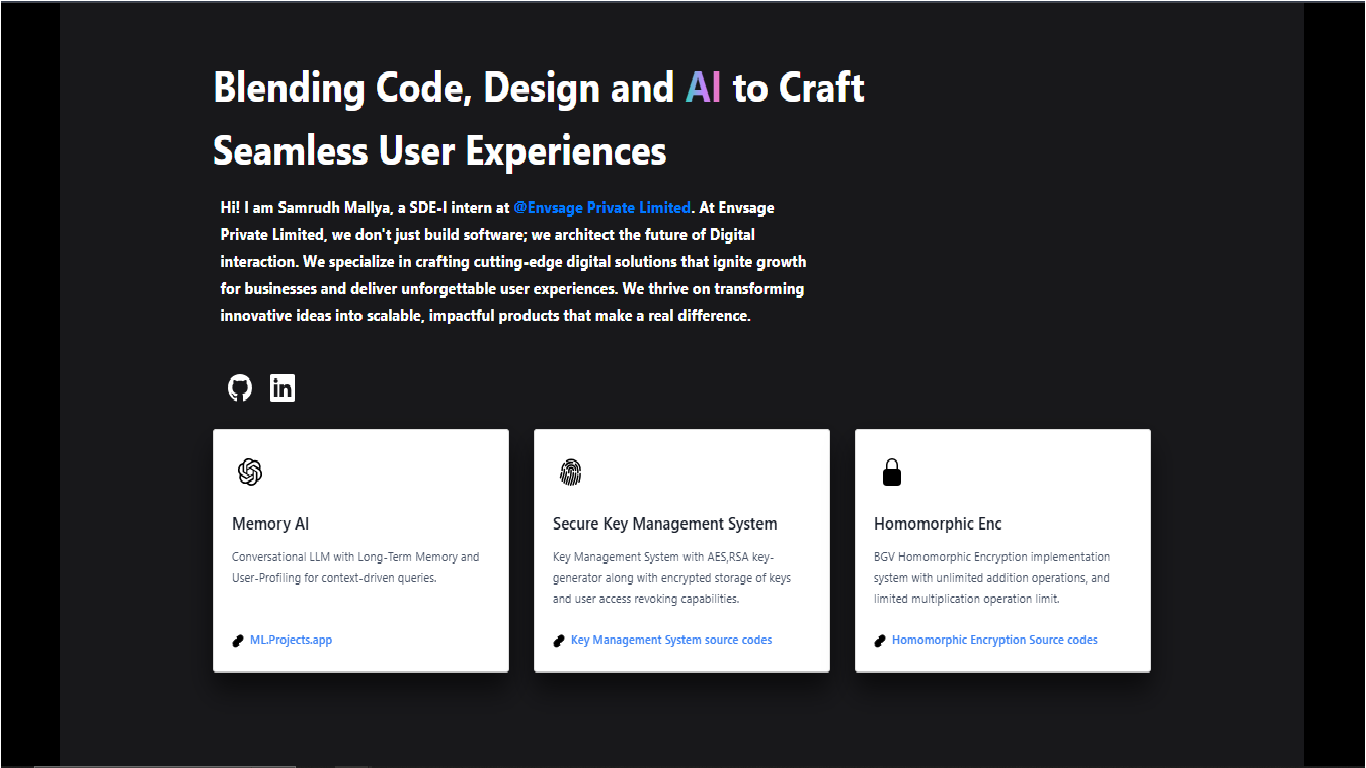 Blending Code, Design and AI to Craft
Seamless User Experiences
Hi! I am Samrudh Mallya, a SDE-I intern at @Envsage Private Limited. At Envsage
Private Limited, we don't just build software; we architect the future of Digital
interaction. We specialize in crafting cutting-edge digital solutions that ignite growth
for businesses and deliver unforgettable user experiences. We thrive on transforming
innovative ideas into scalable, impactful products that make a real difference.
in
Memory AI
Conversational LLM with Long-Term Memory and
User-Profiling for context-driven queries.
ML.Projects.app
Secure Key Management System
Key Management System with AES,RSA key-
generator along with encrypted storage of keys
and user access revoking capabilities.
Key Management System source codes
Homomorphic Enc
BGV Homomorphic Encryption implementation
system with unlimited addition operations, and
limited multiplication operation limit.
Homomorphic Encryption Source codes